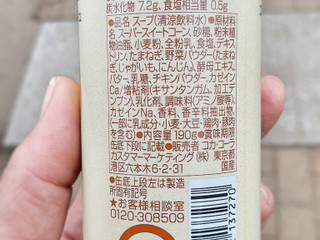 炭水化物 7.2g、食塩相当量 0.5g
●品名 スープ(清涼飲料水) ●原材料
名 スーパースイートコーン、砂糖、粉末植
物油脂、小麦粉、全粉乳、食塩、デキス
トリン、たまねぎ、野菜パウダー(たま
ねぎ、じゃがいも、にんじん)、酵母エキス、
バター、乳糖、チキンパウダー、カゼイン
Ca/増粘剤(キサンタンガム、加工
デンプン)、乳化剤、調味料(アミノ酸等)、
カゼインNa、香料、香辛料抽出物、
(一部に乳成分・小麦・大豆・鶏肉・豚肉
を含む) ●内容量 190g ●賞味期限
缶底下段に記載 ●販売者 コカ・コーラ
カスタマーマーケティング(株) 東京都
港区六本木6-2-31 国産
●缶底上段左は製造
所固有記号
★お客様相談室
0120-308509
137270